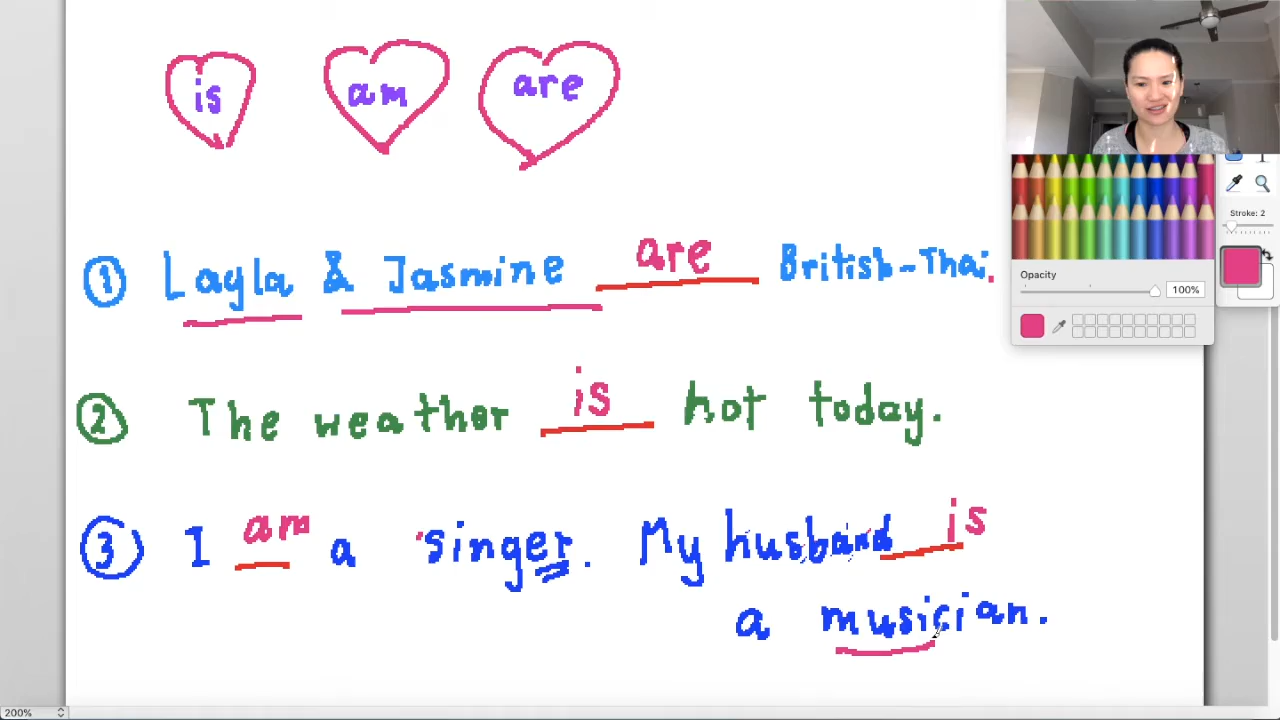 is am are
① Layla & Jasmine are British-Thai.
② The weather is hot today.
③ I am a singer. My husband is
a musician.
Stroke: 2
Opacity
100%
200%